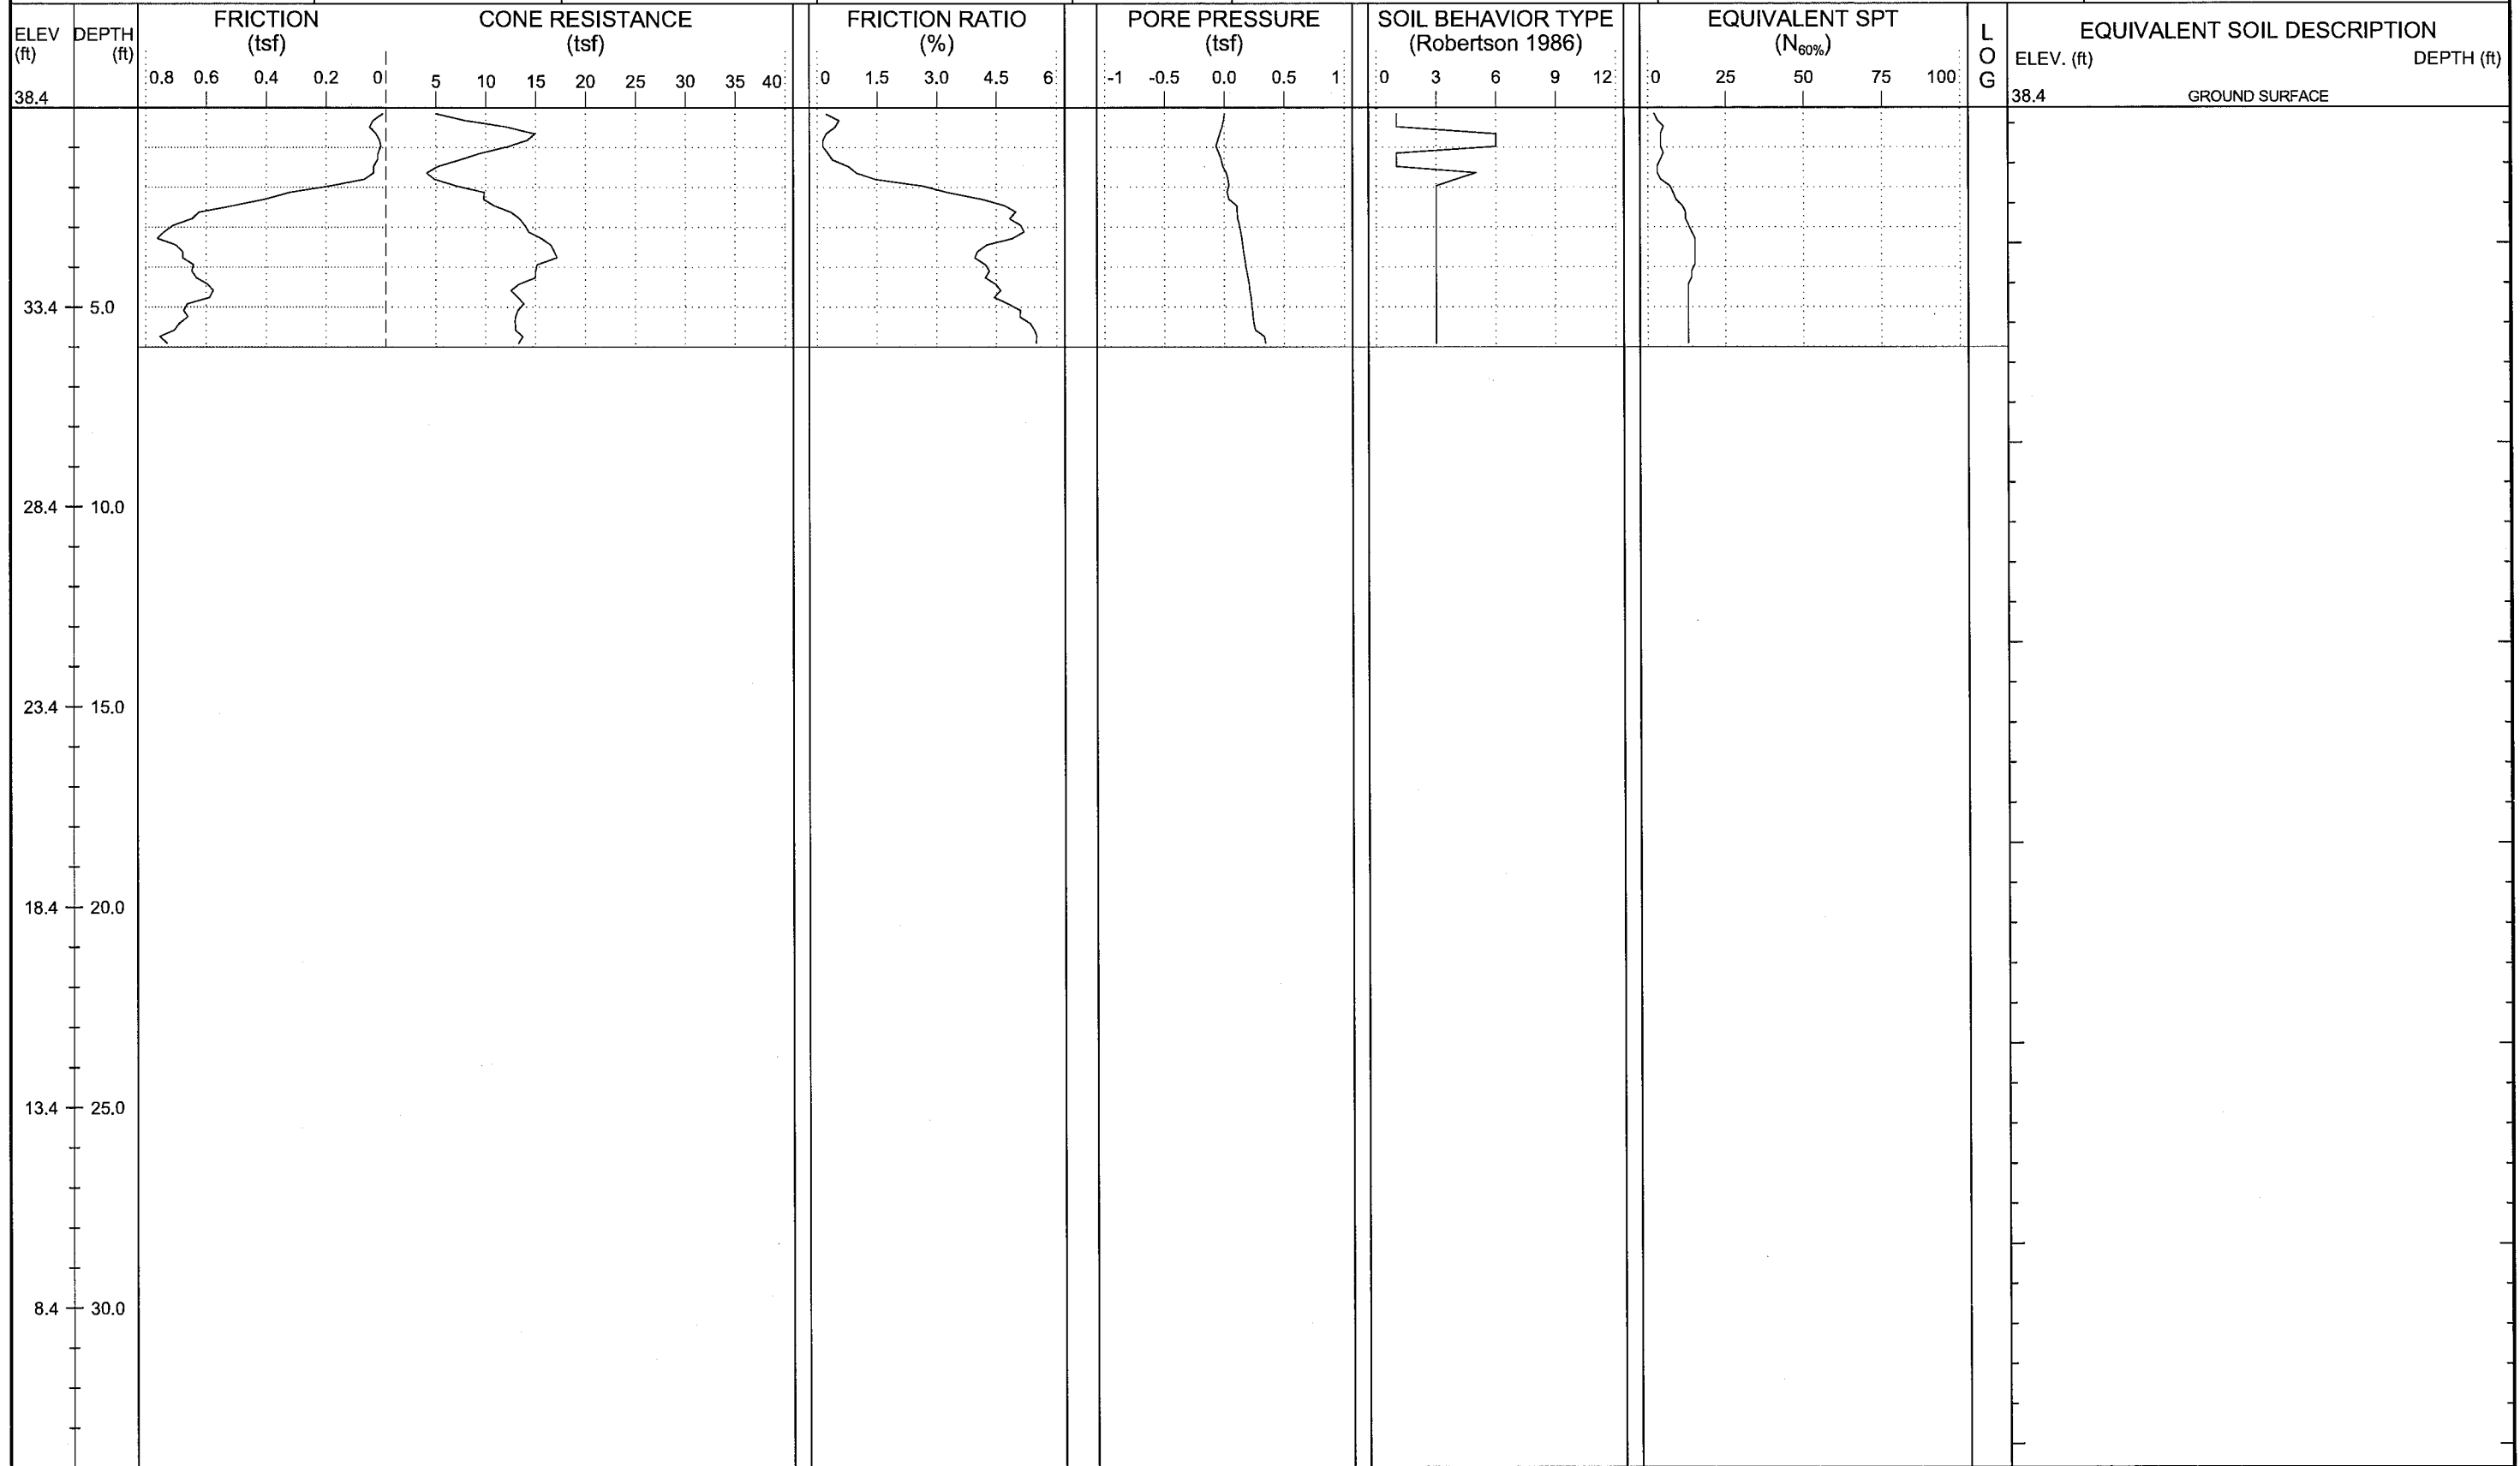 ELEV (ft)
DEPTH (ft)
FRICTION
(tsf)
0.8 0.6 0.4 0.2 0
CONE RESISTANCE
(tsf)
5 10 15 20 25 30 35 40
FRICTION RATIO
(%)
0 1.5 3.0 4.5 6
PORE PRESSURE
(tsf)
-1 -0.5 0.0 0.5 1
SOIL BEHAVIOR TYPE
(Robertson 1986)
0 3 6 9 12
EQUIVALENT SPT
(N60%)
0 25 50 75 100
LOG
EQUIVALENT SOIL DESCRIPTION
ELEV. (ft) DEPTH (ft)
38.4
38.4 GROUND SURFACE
33.4 5.0
28.4 10.0
23.4 15.0
18.4 20.0
13.4 25.0
8.4 30.0